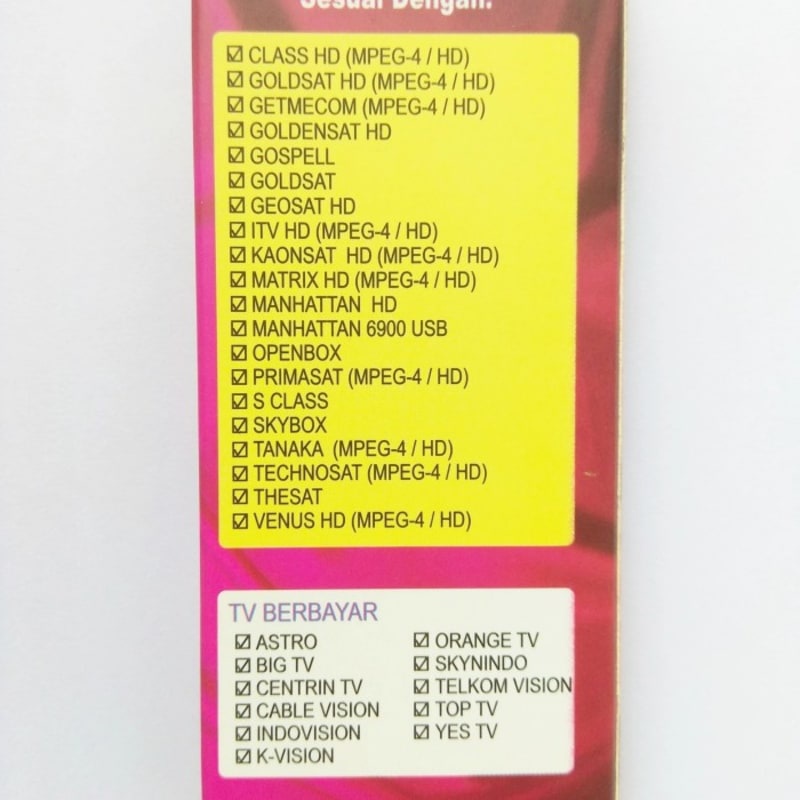 Sesuai Dengan:
☑ CLASS HD (MPEG-4 / HD)
☑ GOLDSAT HD (MPEG-4 / HD)
☑ GETMECOM (MPEG-4 / HD)
☑ GOLDENSAT HD
☑ GOSPELL
☑ GOLDSAT
☑ GEOSAT HD
☑ ITV HD (MPEG-4 / HD)
☑ KAONSAT HD (MPEG-4 / HD)
☑ MATRIX HD (MPEG-4 / HD)
☑ MANHATTAN HD
☑ MANHATTAN 6900 USB
☑ OPENBOX
☑ PRIMASAT (MPEG-4 / HD)
☑ S CLASS
☑ SKYBOX
☑ TANAKA (MPEG-4 / HD)
☑ TECHNOSAT (MPEG-4 / HD)
☑ THESAT
☑ VENUS HD (MPEG-4 / HD)
TV BERBAYAR
☑ ASTRO
☑ BIG TV
☑ CENTRIN TV
☑ CABLE VISION
☑ INDOVISION
☑ K-VISION
☑ ORANGE TV
☑ SKYNINDO
☑ TELKOM VISION
☑ TOP TV
☑ YES TV